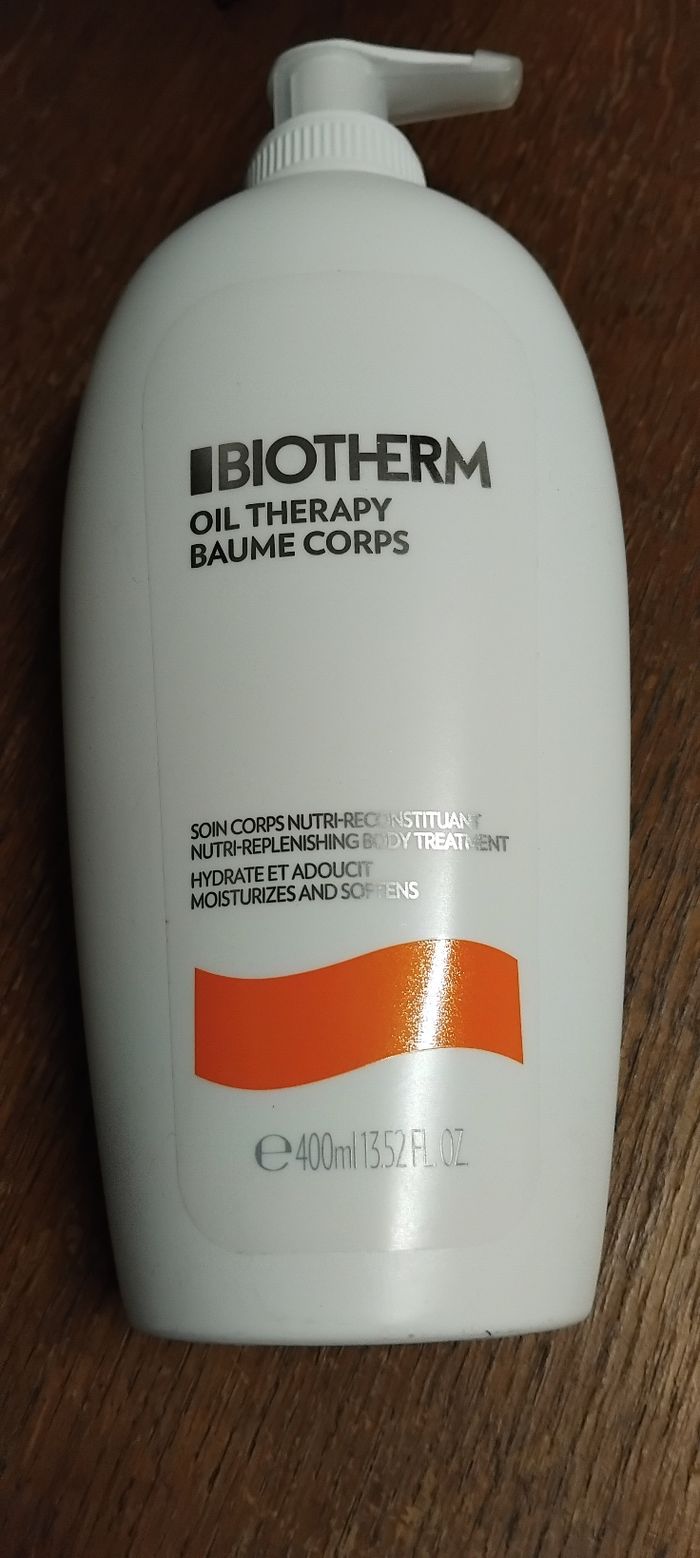 BIOTHERM
OIL THERAPY
BAUME CORPS
SOIN CORPS NUTRI-RECONSTITUANT
NUTRI-REPLENISHING BODY TREATMENT
HYDRATE ET ADOUCIT
MOISTURIZES AND SOFTENS
℮400ml 13.52 FL. OZ.